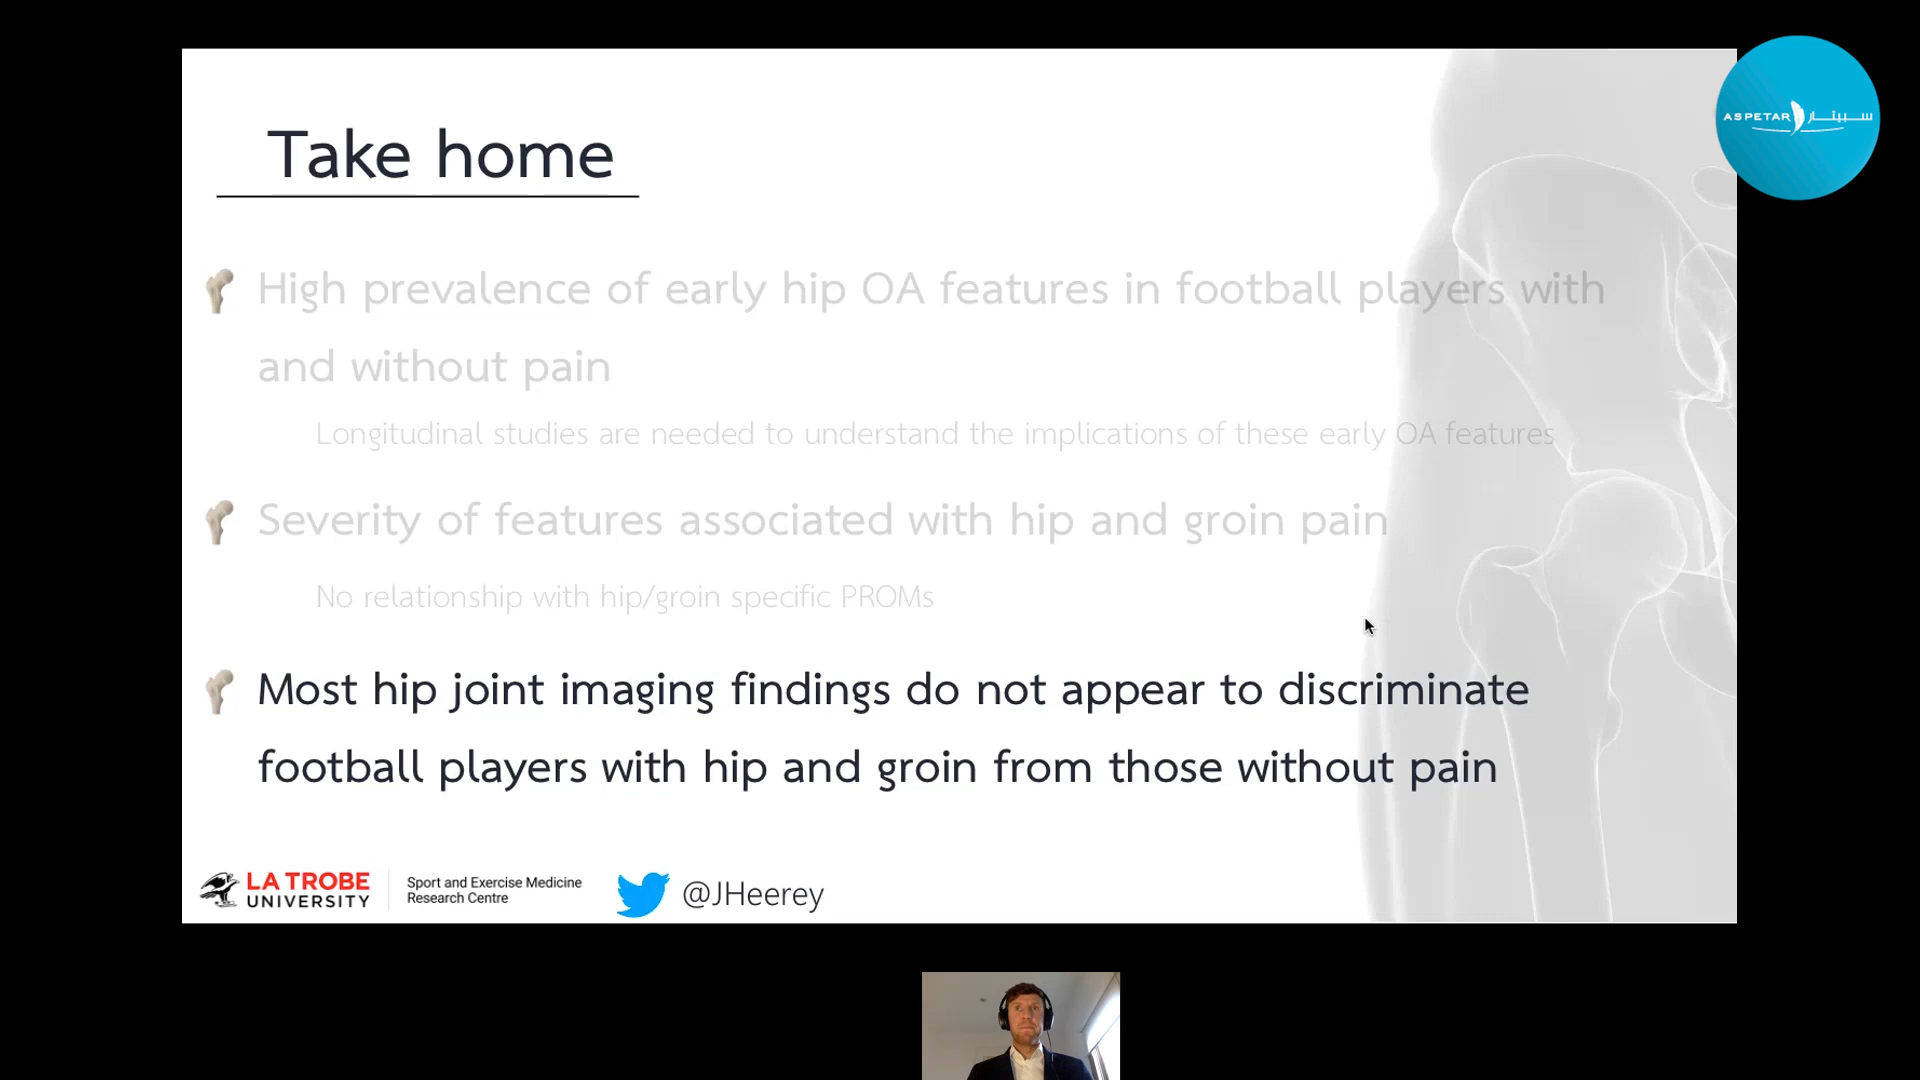 ASPETAR سبيتار
Take home
High prevalence of early hip OA features in football players with
and without pain
Longitudinal studies are needed to understand the implications of these early OA features
Severity of features associated with hip and groin pain
No relationship with hip/groin specific PROMs
Most hip joint imaging findings do not appear to discriminate
football players with hip and groin from those without pain
LA TROBE
UNIVERSITY
Sport and Exercise Medicine
Research Centre
@JHeerey